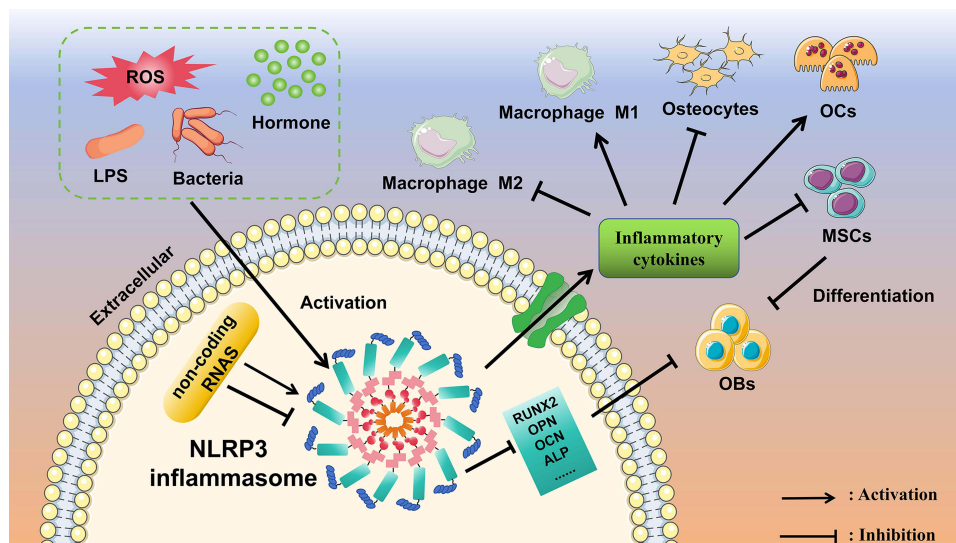 ROS
Hormone
LPS
Bacteria
Macrophage M1
Osteocytes
OCs
Macrophage M2
MSCs
Inflammatory
cytokines
Extracellular
Activation
Differentiation
OBs
non-coding
RNAS
NLRP3
inflammasome
RUNX2
OPN
OCN
ALP
......
: Activation
: Inhibition